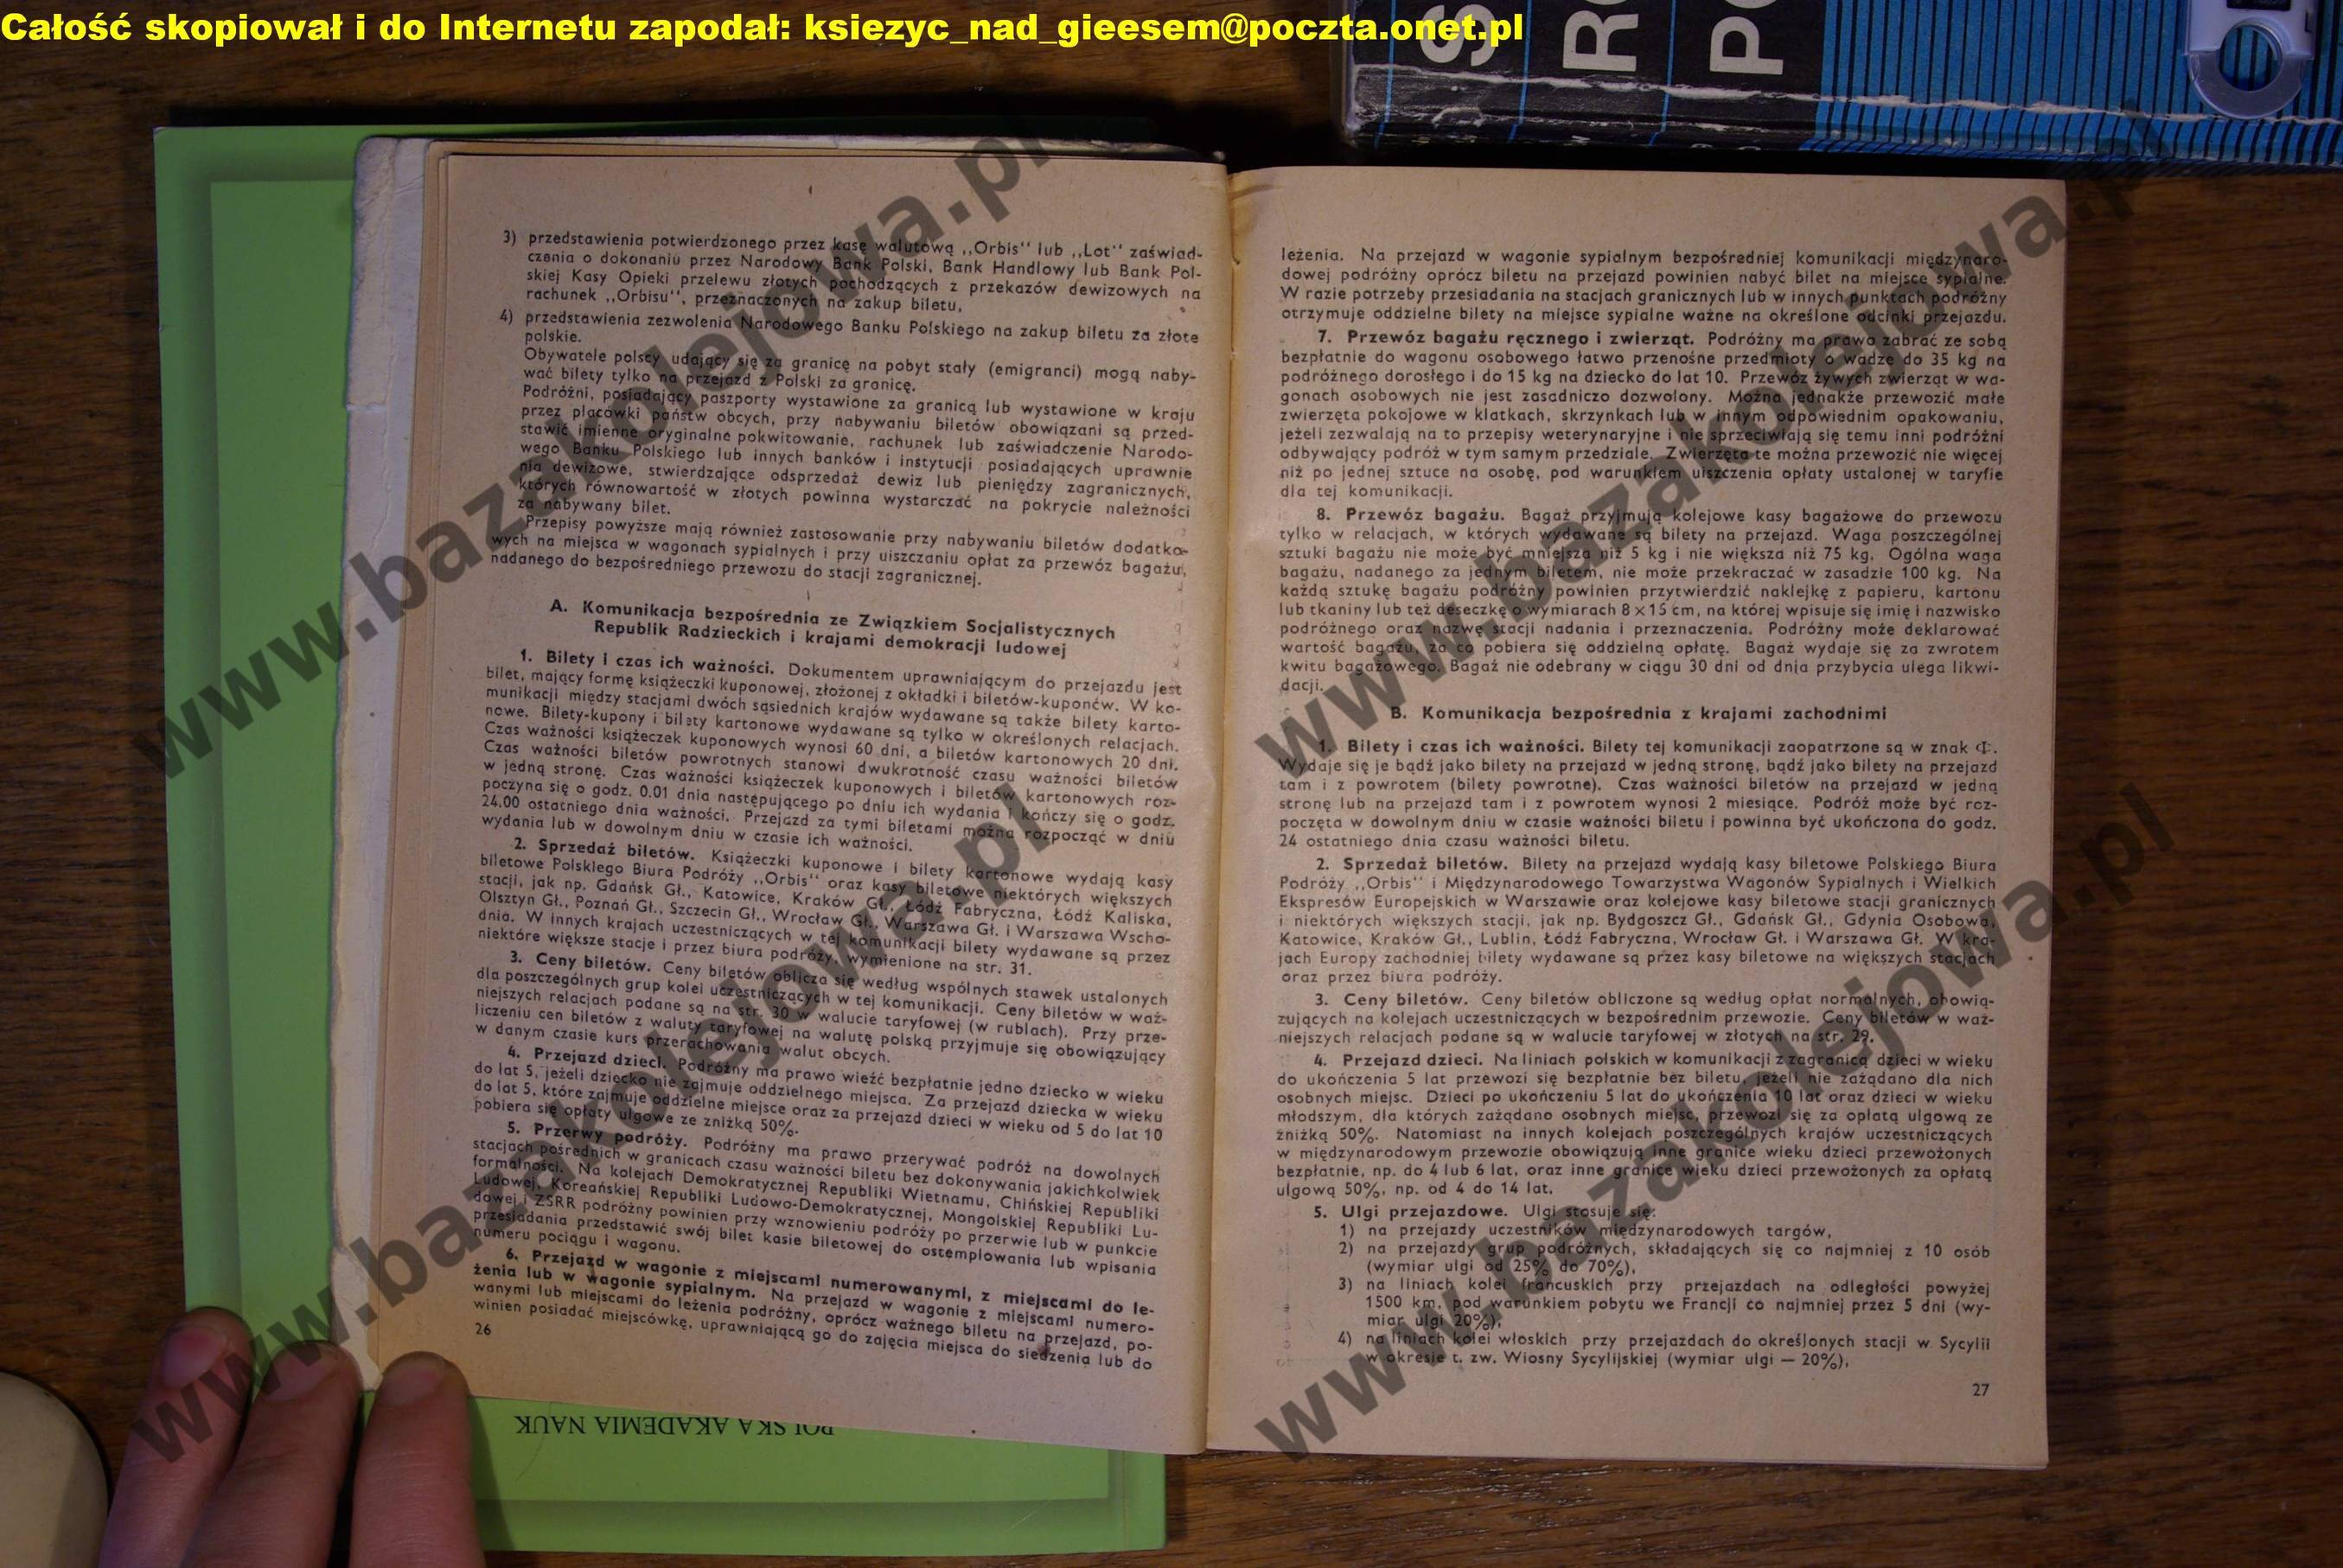 Całość skopiował i do Internetu zapodał: ksiezyc_nad_gieesem@poczta.onet.pl
3) przedstawienia potwierdzonego przez kasę walutową ,,Orbis" lub ,,Lot" zaświad-
czenia o dokonaniu przez Narodowy Bank Polski, Bank Handlowy lub Bank Pol-
skiej Kasy Opieki przelewu złotych pochodzących z przekazów dewizowych na
rachunek ,,Orbisu", przeznaczonych na zakup biletu,
4) przedstawienia zezwolenia Narodowego Banku Polskiego na zakup biletu za złote
polskie.
Obywatele polscy udający się za granicę na pobyt stały (emigranci) mogą naby-
wać bilety tylko na przejazd z Polski za granicę.
Podróżni, posiadający paszporty wystawione za granicą lub wystawione w kraju
przez placówki państw obcych, przy nabywaniu biletów obowiązani są przed-
stawić imienne oryginalne pokwitowanie, rachunek lub zaświadczenie Narodo-
wego Banku Polskiego lub innych banków i instytucji posiadających uprawnie
nia dewizowe, stwierdzające odsprzedaż dewiz lub pieniędzy zagranicznych,
których równowartość w złotych powinna wystarczać na pokrycie należności
za nabywany bilet.
Przepisy powyższe mają również zastosowanie przy nabywaniu biletów dodatko-
wych na miejsca w wagonach sypialnych i przy uiszczaniu opłat za przewóz bagażu,
nadanego do bezpośredniego przewozu do stacji zagranicznej.
A. Komunikacja bezpośrednia ze Związkiem Socjalistycznych
Republik Radzieckich i krajami demokracji ludowej
1. Bilety i czas ich ważności. Dokumentem uprawniającym do przejazdu jest
bilet, mający formę książeczki kuponowej, złożonej z okładki i biletów-kuponów. W ko-
munikacji między stacjami dwóch sąsiednich krajów wydawane są także bilety karto-
nowe. Bilety-kupony i bilety kartonowe wydawane są tylko w określonych relacjach.
Czas ważności książeczek kuponowych wynosi 60 dni, a biletów kartonowych 20 dni.
Czas ważności biletów powrotnych stanowi dwukrotność czasu ważności biletów
w jedną stronę. Czas ważności książeczek kuponowych i biletów kartonowych roz-
poczyna się o godz. 0.01 dnia następującego po dniu ich wydania i kończy się o godz.
24.00 ostatniego dnia ważności. Przejazd za tymi biletami można rozpocząć w dniu
wydania lub w dowolnym dniu w czasie ich ważności.
2. Sprzedaż biletów. Książeczki kuponowe i bilety kartonowe wydają kasy
biletowe Polskiego Biura Podróży ,,Orbis" oraz kasy biletowe niektórych większych
stacji, jak np. Gdańsk Gł., Katowice, Kraków Gł., Łódź Fabryczna, Łódź Kaliska,
Olsztyn Gł., Poznań Gł., Szczecin Gł., Wrocław Gł., Warszawa Gł. i Warszawa Wscho-
dnia. W innych krajach uczestniczących w tej komunikacji bilety wydawane są przez
niektóre większe stacje i przez biura podróży, wymienione na str. 31.
3. Ceny biletów. Ceny biletów oblicza się według wspólnych stawek ustalonych
dla poszczególnych grup kolei uczestniczących w tej komunikacji. Ceny biletów w waż-
niejszych relacjach podane są na str. 30 w walucie taryfowej (w rublach). Przy prze-
liczeniu cen biletów z waluty taryfowej na walutę polską przyjmuje się obowiązujący
w danym czasie kurs przerachowania walut obcych.
4. Przejazd dzieci. Podróżny ma prawo wieźć bezpłatnie jedno dziecko w wieku
do lat 5, jeżeli dziecko nie zajmuje oddzielnego miejsca. Za przejazd dziecka w wieku
do lat 5, które zajmuje oddzielne miejsce oraz za przejazd dzieci w wieku od 5 do lat 10
pobiera się opłaty ulgowe ze zniżką 50%.
5. Przerwy podróży. Podróżny ma prawo przerywać podróż na dowolnych
stacjach pośrednich w granicach czasu ważności biletu bez dokonywania jakichkolwiek
formalności. Na kolejach Demokratycznej Republiki Wietnamu, Chińskiej Republiki
Ludowej, Koreańskiej Republiki Ludowo-Demokratycznej, Mongolskiej Republiki Lu-
dowej i ZSRR podróżny powinien przy wznowieniu podróży po przerwie lub w punkcie
przesiadania przedstawić swój bilet kasie biletowej do ostemplowania lub wpisania
numeru pociągu i wagonu.
6. Przejazd w wagonie z miejscami numerowanymi, z miejscami do le-
żenia lub w wagonie sypialnym. Na przejazd w wagonie z miejscami numero-
wanymi lub miejscami do leżenia podróżny, oprócz ważnego biletu na przejazd, po-
winien posiadać miejscówkę, uprawniającą go do zajęcia miejsca do siedzenia lub do
26
leżenia. Na przejazd w wagonie sypialnym bezpośredniej komunikacji międzynaro-
dowej podróżny oprócz biletu na przejazd powinien nabyć bilet na miejsce sypialne.
W razie potrzeby przesiadania na stacjach granicznych lub w innych punktach podróżny
otrzymuje oddzielne bilety na miejsce sypialne ważne na określone odcinki przejazdu.
7. Przewóz bagażu ręcznego i zwierząt. Podróżny ma prawo zabrać ze sobą
bezpłatnie do wagonu osobowego łatwo przenośne przedmioty o wadze do 35 kg na
podróżnego dorosłego i do 15 kg na dziecko do lat 10. Przewóz żywych zwierząt w wa-
gonach osobowych nie jest zasadniczo dozwolony. Można jednakże przewozić małe
zwierzęta pokojowe w klatkach, skrzynkach lub w innym odpowiednim opakowaniu,
jeżeli zezwalają na to przepisy weterynaryjne i nie sprzeciwiają się temu inni podróżni
odbywający podróż w tym samym przedziale. Zwierzęta te można przewozić nie więcej
niż po jednej sztuce na osobę, pod warunkiem uiszczenia opłaty ustalonej w taryfie
dla tej komunikacji.
8. Przewóz bagażu. Bagaż przyjmują kolejowe kasy bagażowe do przewozu
tylko w relacjach, w których wydawane są bilety na przejazd. Waga poszczególnej
sztuki bagażu nie może być mniejsza niż 5 kg i nie większa niż 75 kg. Ogólna waga
bagażu, nadanego za jednym biletem, nie może przekraczać w zasadzie 100 kg. Na
każdą sztukę bagażu podróżny powinien przytwierdzić naklejkę z papieru, kartonu
lub tkaniny lub też deseczkę o wymiarach 8×15 cm, na której wpisuje się imię i nazwisko
podróżnego oraz nazwę stacji nadania i przeznaczenia. Podróżny może deklarować
wartość bagażu, za co pobiera się oddzielną opłatę. Bagaż wydaje się za zwrotem
kwitu bagażowego. Bagaż nie odebrany w ciągu 30 dni od dnia przybycia ulega likwi-
dacji.
B. Komunikacja bezpośrednia z krajami zachodnimi
1. Bilety i czas ich ważności. Bilety tej komunikacji zaopatrzone są w znak
Wydaje się je bądź jako bilety na przejazd w jedną stronę, bądź jako bilety na przejazd
tam i z powrotem (bilety powrotne). Czas ważności biletów na przejazd w jedną
stronę lub na przejazd tam i z powrotem wynosi 2 miesiące. Podróż może być roz-
poczęta w dowolnym dniu w czasie ważności biletu i powinna być ukończona do godz.
24 ostatniego dnia czasu ważności biletu.
2. Sprzedaż biletów. Bilety na przejazd wydają kasy biletowe Polskiego Biura
Podróży ,,Orbis" i Międzynarodowego Towarzystwa Wagonów Sypialnych i Wielkich
Ekspresów Europejskich w Warszawie oraz kolejowe kasy biletowe stacji granicznych
i niektórych większych stacji, jak np. Bydgoszcz Gł., Gdańsk Gł., Gdynia Osobowa,
Katowice, Kraków Gł., Lublin, Łódź Fabryczna, Wrocław Gł. i Warszawa Gł. W kra-
jach Europy zachodniej bilety wydawane są przez kasy biletowe na większych stacjach
oraz przez biura podróży.
3. Ceny biletów. Ceny biletów obliczone są według opłat normalnych, obowią-
zujących na kolejach uczestniczących w bezpośrednim przewozie. Ceny biletów w waż-
niejszych relacjach podane są w walucie taryfowej w złotych na str. 29.
4. Przejazd dzieci. Na liniach polskich w komunikacji z zagranicą dzieci w wieku
do ukończenia 5 lat przewozi się bezpłatnie bez biletu, jeżeli nie zażądano dla nich
osobnych miejsc. Dzieci po ukończeniu 5 lat do ukończenia 10 lat oraz dzieci w wieku
młodszym, dla których zażądano osobnych miejsc, przewozi się za opłatą ulgową ze
zniżką 50%. Natomiast na innych kolejach poszczególnych krajów uczestniczących
w międzynarodowym przewozie obowiązują inne granice wieku dzieci przewożonych
bezpłatnie, np. do 4 lub 6 lat, oraz inne granice wieku dzieci przewożonych za opłatą
ulgową 50%, np. od 4 do 14 lat.
5. Ulgi przejazdowe. Ulgi stosuje się:
1) na przejazdy uczestników międzynarodowych targów,
2) na przejazdy grup podróżnych, składających się co najmniej z 10 osób
(wymiar ulgi od 25% do 70%),
3) na liniach kolei francuskich przy przejazdach na odległości powyżej
1500 km, pod warunkiem pobytu we Francji co najmniej przez 5 dni (wy-
miar ulgi 20%),
4) na liniach kolei włoskich przy przejazdach do określonych stacji w Sycylii
w okresie t. zw. Wiosny Sycylijskiej (wymiar ulgi — 20%),
27
POLSKA AKADEMIA NAUK
www.bazakolejowa.pl
www.bazakolejowa.pl
www.bazakolejowa.pl
www.bazakolejowa.pl